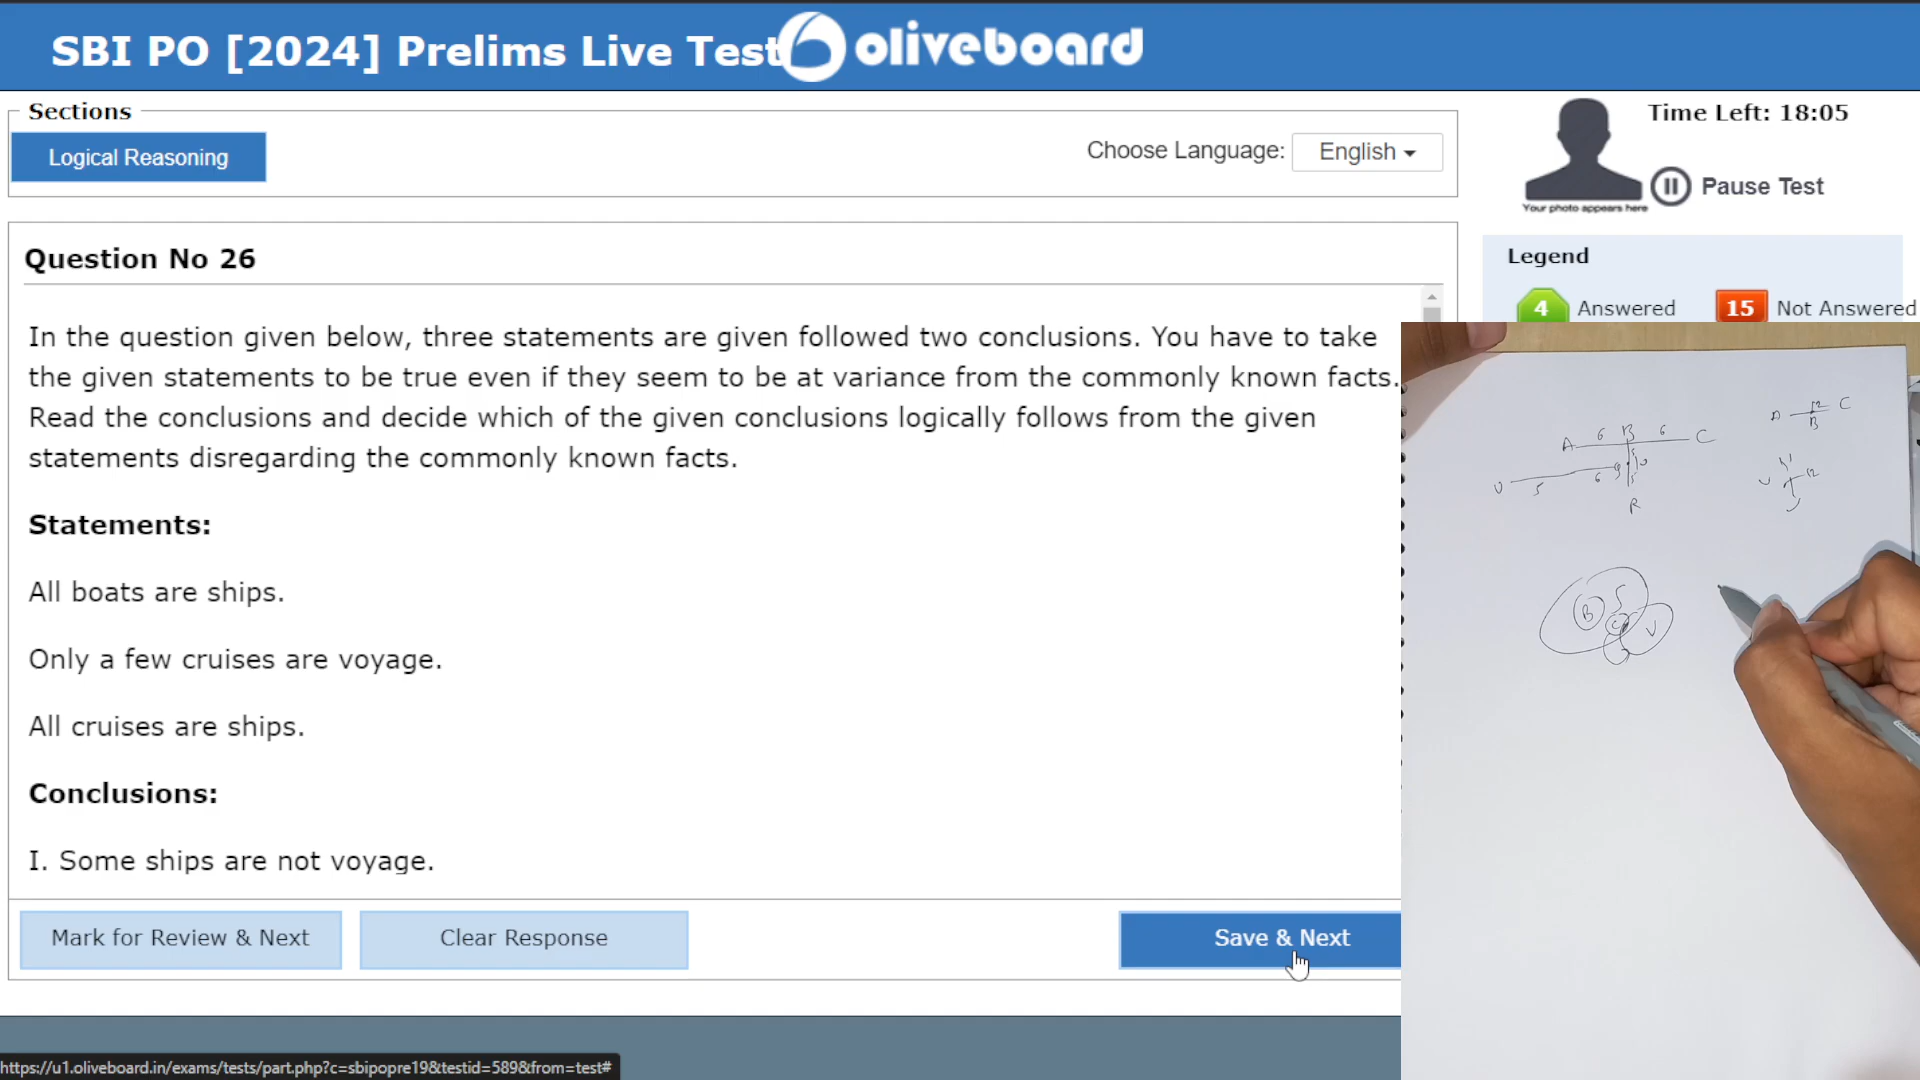 SBI PO [2024] Prelims Live Test
oliveboard
Sections
Logical Reasoning
Choose Language:
English
Time Left: 18:05
Pause Test
Your photo appears here
Question No 26
Legend
4 Answered
15 Not Answered
In the question given below, three statements are given followed two conclusions. You have to take
the given statements to be true even if they seem to be at variance from the commonly known facts.
Read the conclusions and decide which of the given conclusions logically follows from the given
statements disregarding the commonly known facts.
Statements:
All boats are ships.
Only a few cruises are voyage.
All cruises are ships.
Conclusions:
I. Some ships are not voyage.
Mark for Review & Next
Clear Response
Save & Next
A 6 B 6 C
U 5 6
R
12 C
B
12
B S
C V
https://u1.oliveboard.in/exams/tests/part.php?c=sbipopre19&testid=589&from=test#